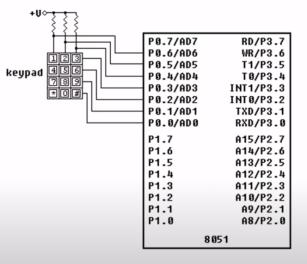 +U
keypad
1 2 3
4 5 6
7 8 9
* 0 #
P0.7/AD7 RD/P3.7
P0.6/AD6 WR/P3.6
P0.5/AD5 T1/P3.5
P0.4/AD4 T0/P3.4
P0.3/AD3 INT1/P3.3
P0.2/AD2 INT0/P3.2
P0.1/AD1 TXD/P3.1
P0.0/AD0 RXD/P3.0
P1.7 A15/P2.7
P1.6 A14/P2.6
P1.5 A13/P2.5
P1.4 A12/P2.4
P1.3 A11/P2.3
P1.2 A10/P2.2
P1.1 A9/P2.1
P1.0 A8/P2.0
8051